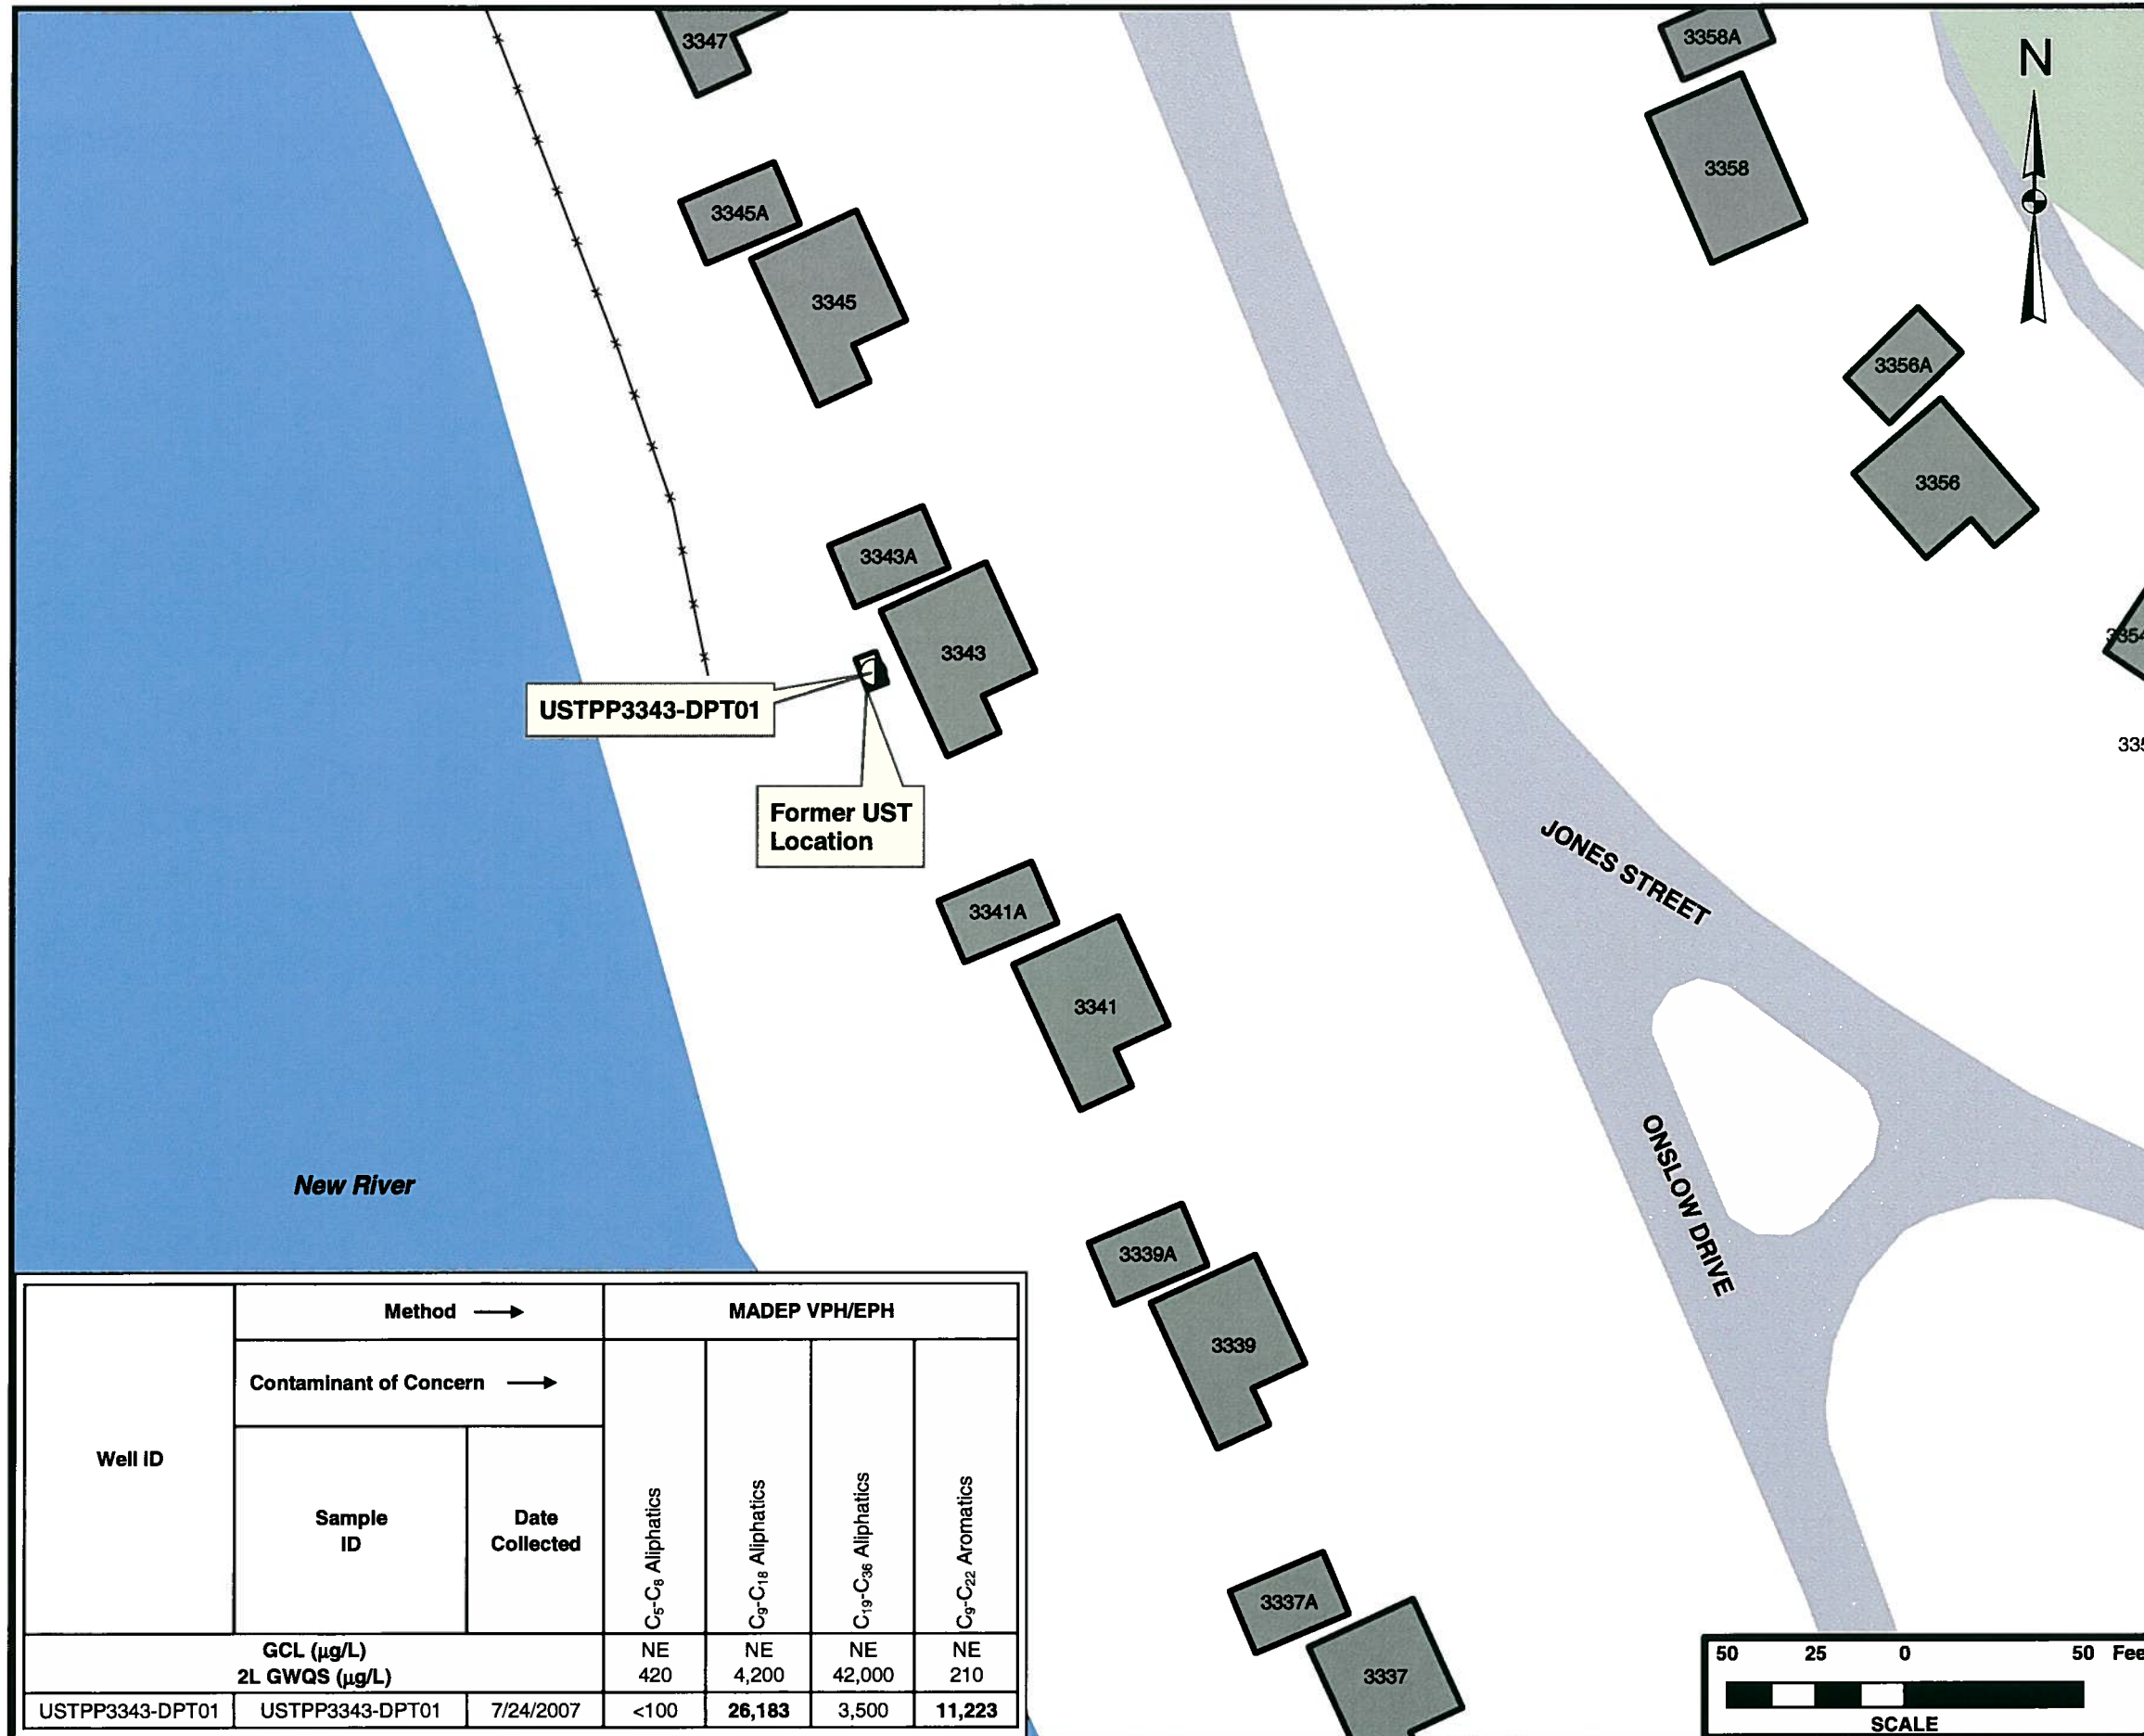 3347
3358A
N
3358
3345A
3345
3356A
3356
3343A
3343
USTPP3343-DPT01
Former UST
Location
3341A
3341
JONES STREET
ONSLOW DRIVE
New River
3339A
3339
3337A
3337
Well ID
Method →
MADEP VPH/EPH
Contaminant of Concern →
Sample
ID
Date
Collected
C5-C8 Aliphatics
C9-C18 Aliphatics
C19-C36 Aliphatics
C9-C22 Aromatics
GCL (µg/L) NE NE NE NE
2L GWQS (µg/L) 420 4,200 42,000 210
USTPP3343-DPT01 USTPP3343-DPT01 7/24/2007 <100 26,183 3,500 11,223
50 25 0 50 Fee
SCALE